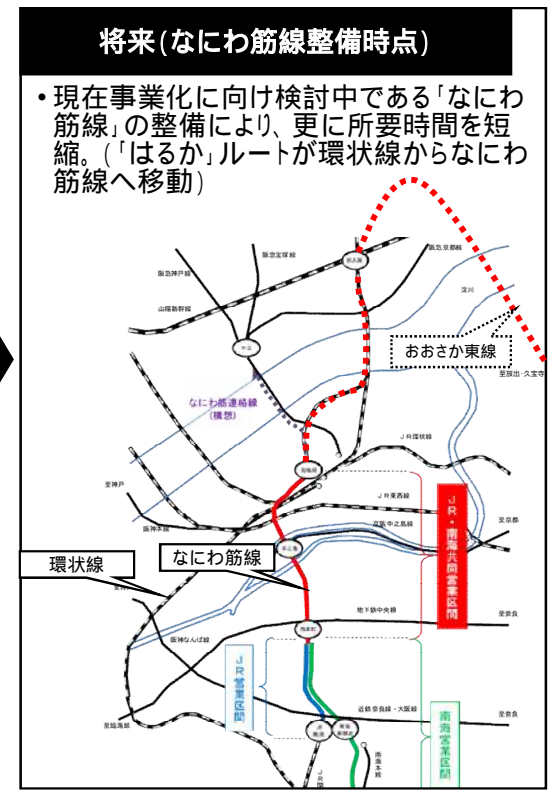 将来(なにわ筋線整備時点)
・現在事業化に向け検討中である「なにわ
筋線」の整備により、更に所要時間を短
縮。(「はるか」ルートが環状線からなにわ
筋線へ移動)
阪急京都線
阪急宝塚線
新大阪
阪急神戸線
淀川
山陽新幹線
おおさか東線
至放出・久宝寺
なにわ筋連絡線
(構想)
JR環状線
至神戸
JR東西線
阪神本線
京阪中之島線
至京都
JR・南海共同営業区間
環状線
なにわ筋線
地下鉄中央線
至奈良
西本町
阪神なんば線
JR営業区間
近鉄奈良線・大阪線
至奈良
至臨海部
南海営業区間
南海本線